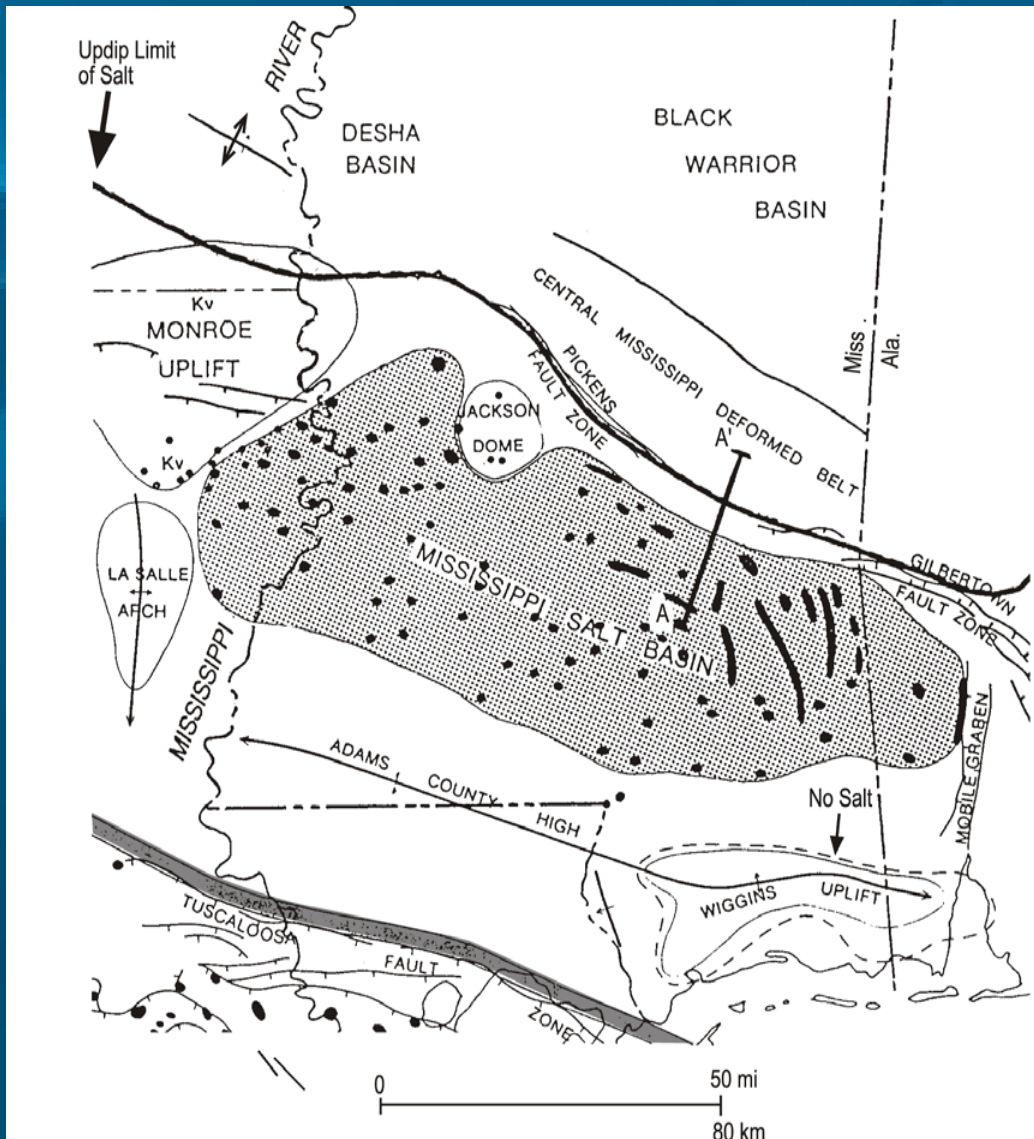 Updip Limit
of Salt
RIVER
DESHA
BASIN
BLACK
WARRIOR
BASIN
Kv
MONROE
UPLIFT
CENTRAL MISSISSIPPI DEFORMED BELT
Miss
Ala.
PICKENS
FAULT ZONE
JACKSON
DOME
A'
Kv
LA SALLE
ARCH
MISSISSIPPI SALT BASIN
A
GILBERTOWN
FAULT ZONE
MISSISSIPPI
ADAMS COUNTY HIGH
No Salt
MOBILE GRABEN
WIGGINS UPLIFT
TUSCALOOSA
FAULT
ZONE
0 50 mi
80 km